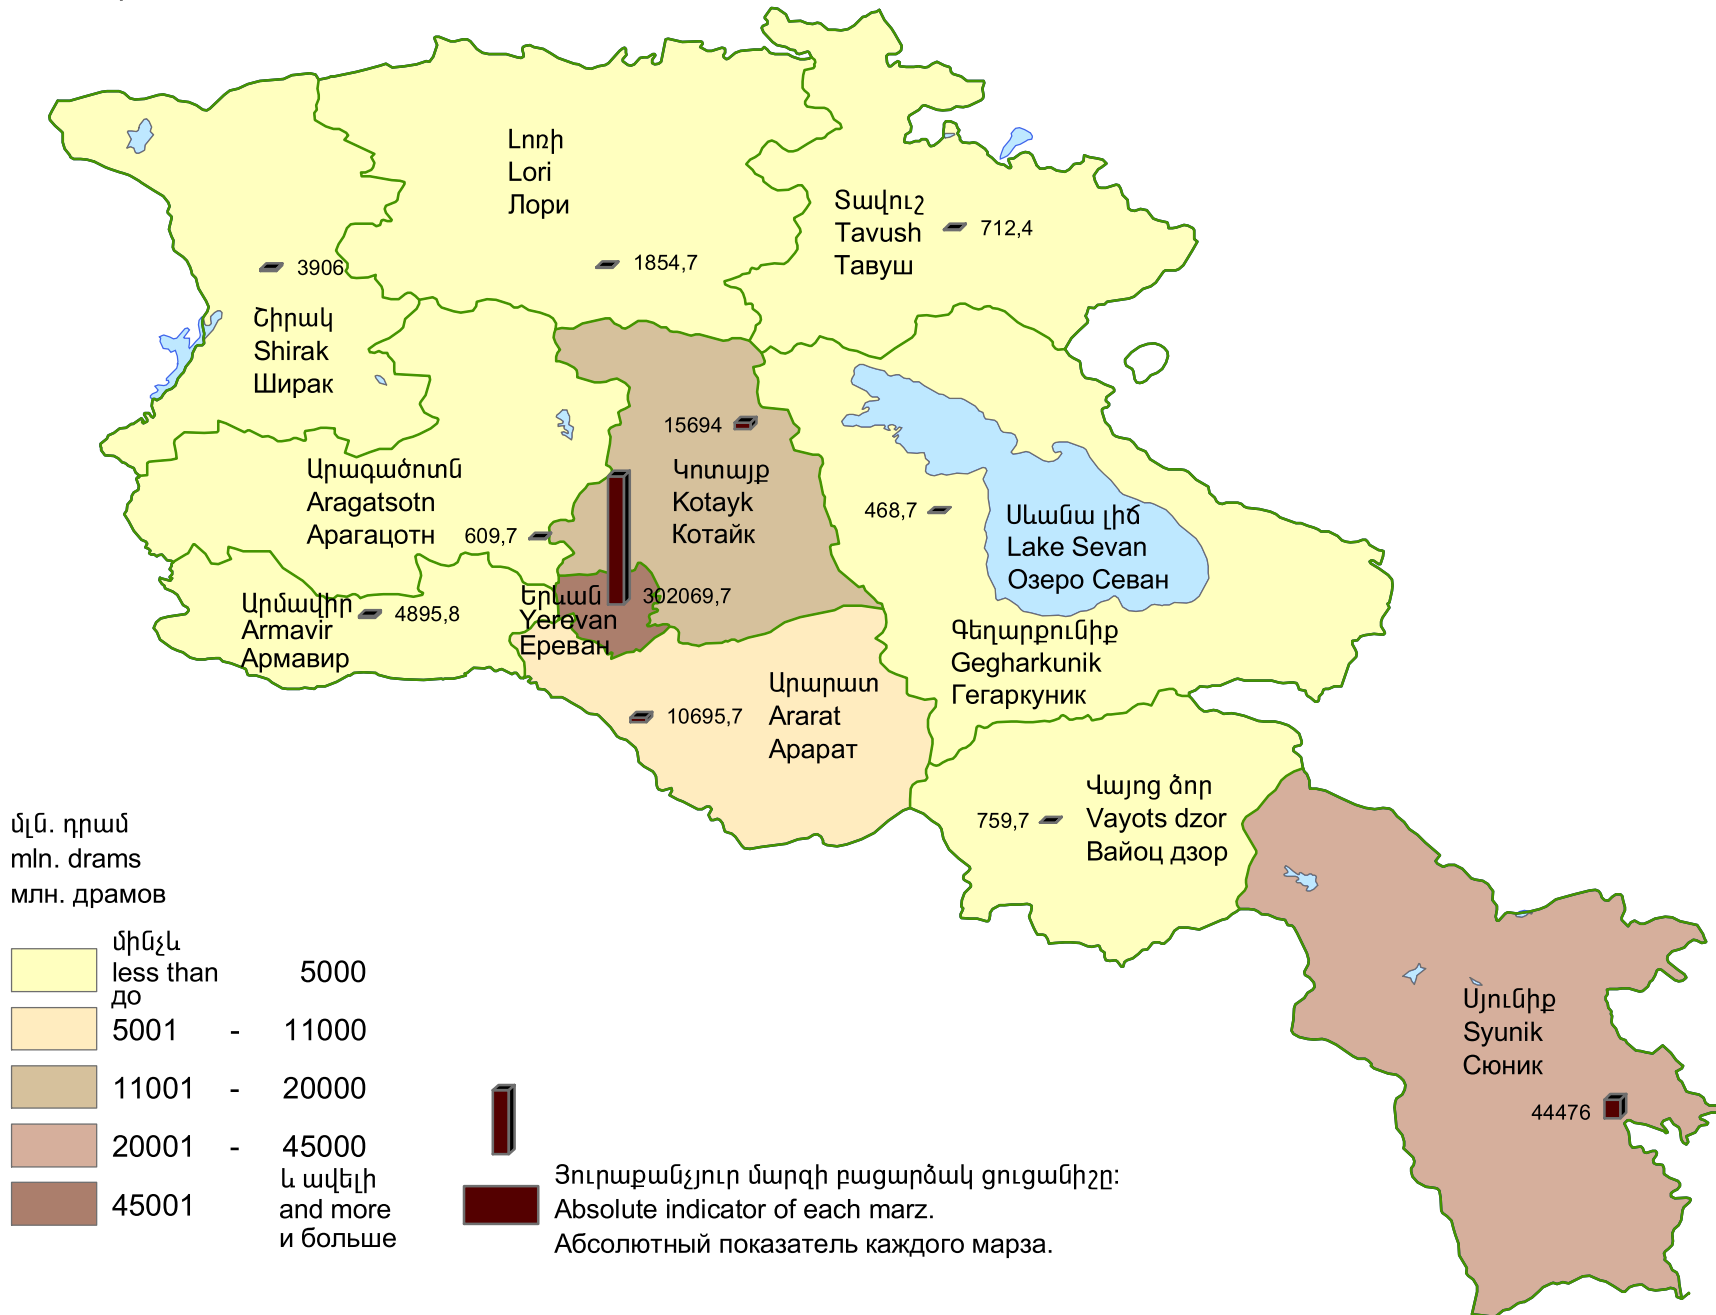 Լոռի
Lori
Лори
1854,7
Տավուշ
Tavush
Тавуш
712,4
3906
Շիրակ
Shirak
Ширак
15694
Կոտայք
Kotayk
Котайк
Արագածոտն
Aragatsotn
Арагацотн
609,7
468,7
Սևանա լիճ
Lake Sevan
Озеро Севан
Արմավիր
Armavir
Армавир
4895,8
Երևան
Yerevan
Ереван
302069,7
Գեղարքունիք
Gegharkunik
Гегаркуник
Արարատ
Ararat
Арарат
10695,7
759,7
Վայոց ձոր
Vayots dzor
Вайоц дзор
Սյունիք
Syunik
Сюник
44476
մլն. դրամ
mln. drams
млн. драмов
մինչև
less than 5000
до
5001 - 11000
11001 - 20000
20001 - 45000
45001 և ավելի
and more
и больше
Յուրաքանչյուր մարզի բացարձակ ցուցանիշը:
Absolute indicator of each marz.
Абсолютный показатель каждого марза.